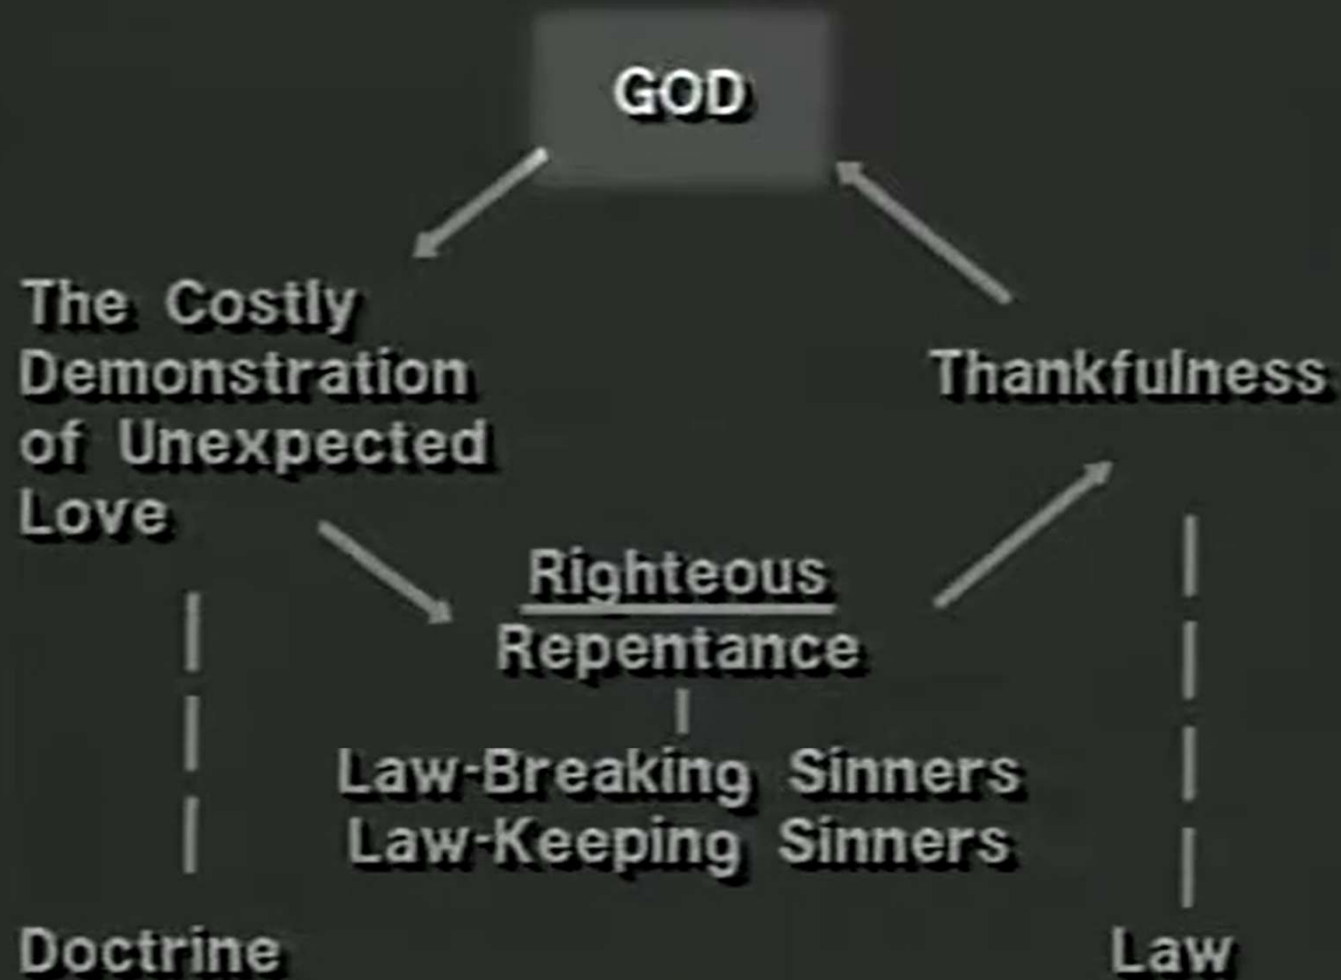 GOD
The Costly
Demonstration
of Unexpected
Love
Thankfulness
Righteous
Repentance
Law-Breaking Sinners
Law-Keeping Sinners
Doctrine
Law